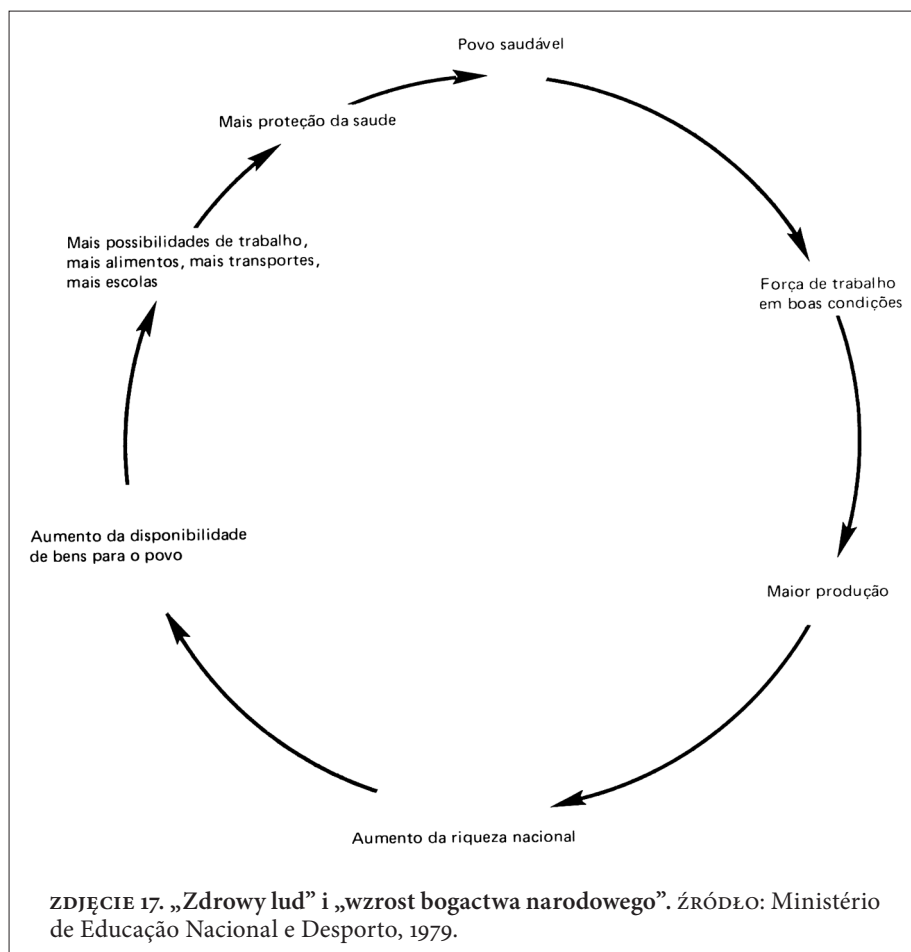 Povo saudável
Mais proteção da saude
Mais possibilidades de trabalho,
mais alimentos, mais transportes,
mais escolas
Força de trabalho
em boas condições
Aumento da disponibilidade
de bens para o povo
Maior produção
Aumento da riqueza nacional
ZDJĘCIE 17. „Zdrowy lud” i „wzrost bogactwa narodowego”. ŹRÓDŁO: Ministério
de Educação Nacional e Desporto, 1979.